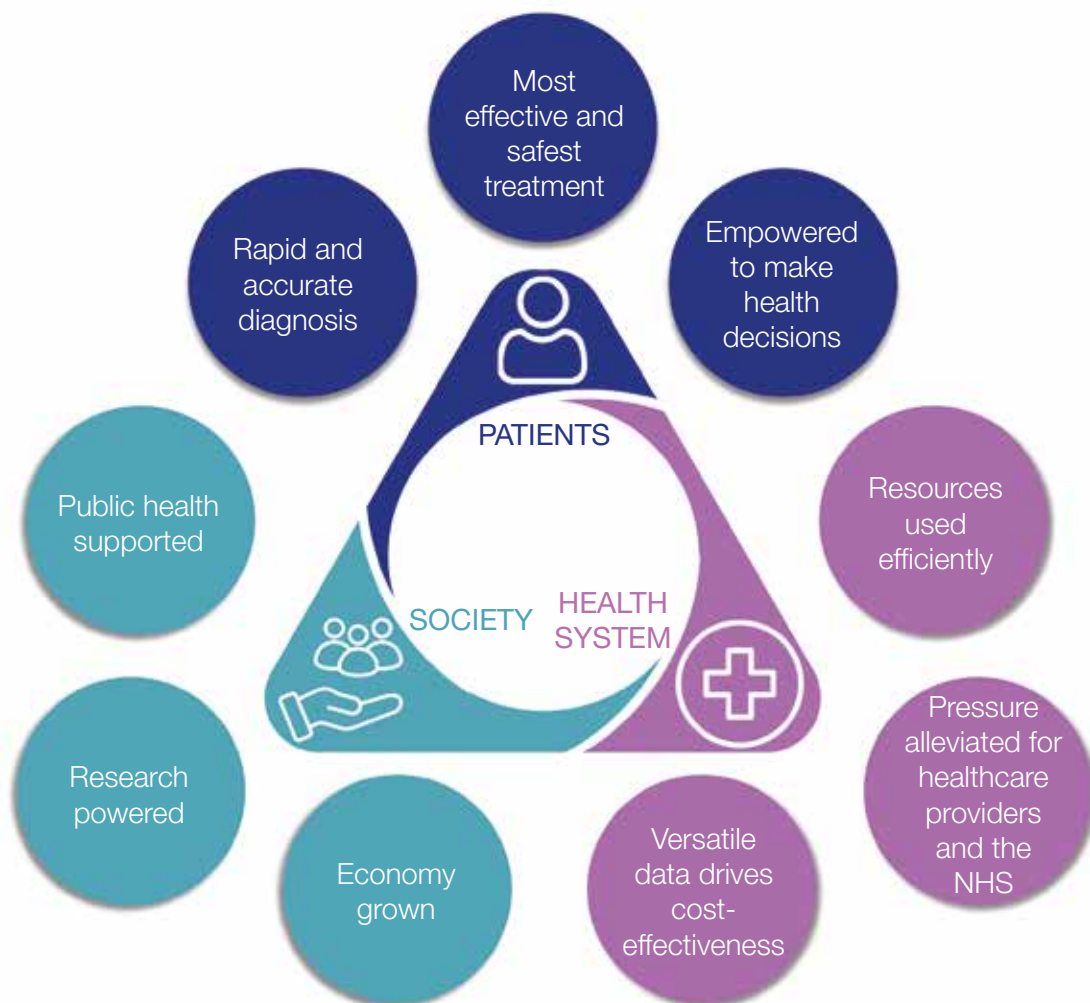 Most
effective and
safest
treatment
Rapid and
accurate
diagnosis
Empowered
to make
health
decisions
PATIENTS
Public health
supported
Resources
used
efficiently
SOCIETY
HEALTH
SYSTEM
Research
powered
Pressure
alleviated for
healthcare
providers
and the
NHS
Economy
grown
Versatile
data drives
cost-
effectiveness